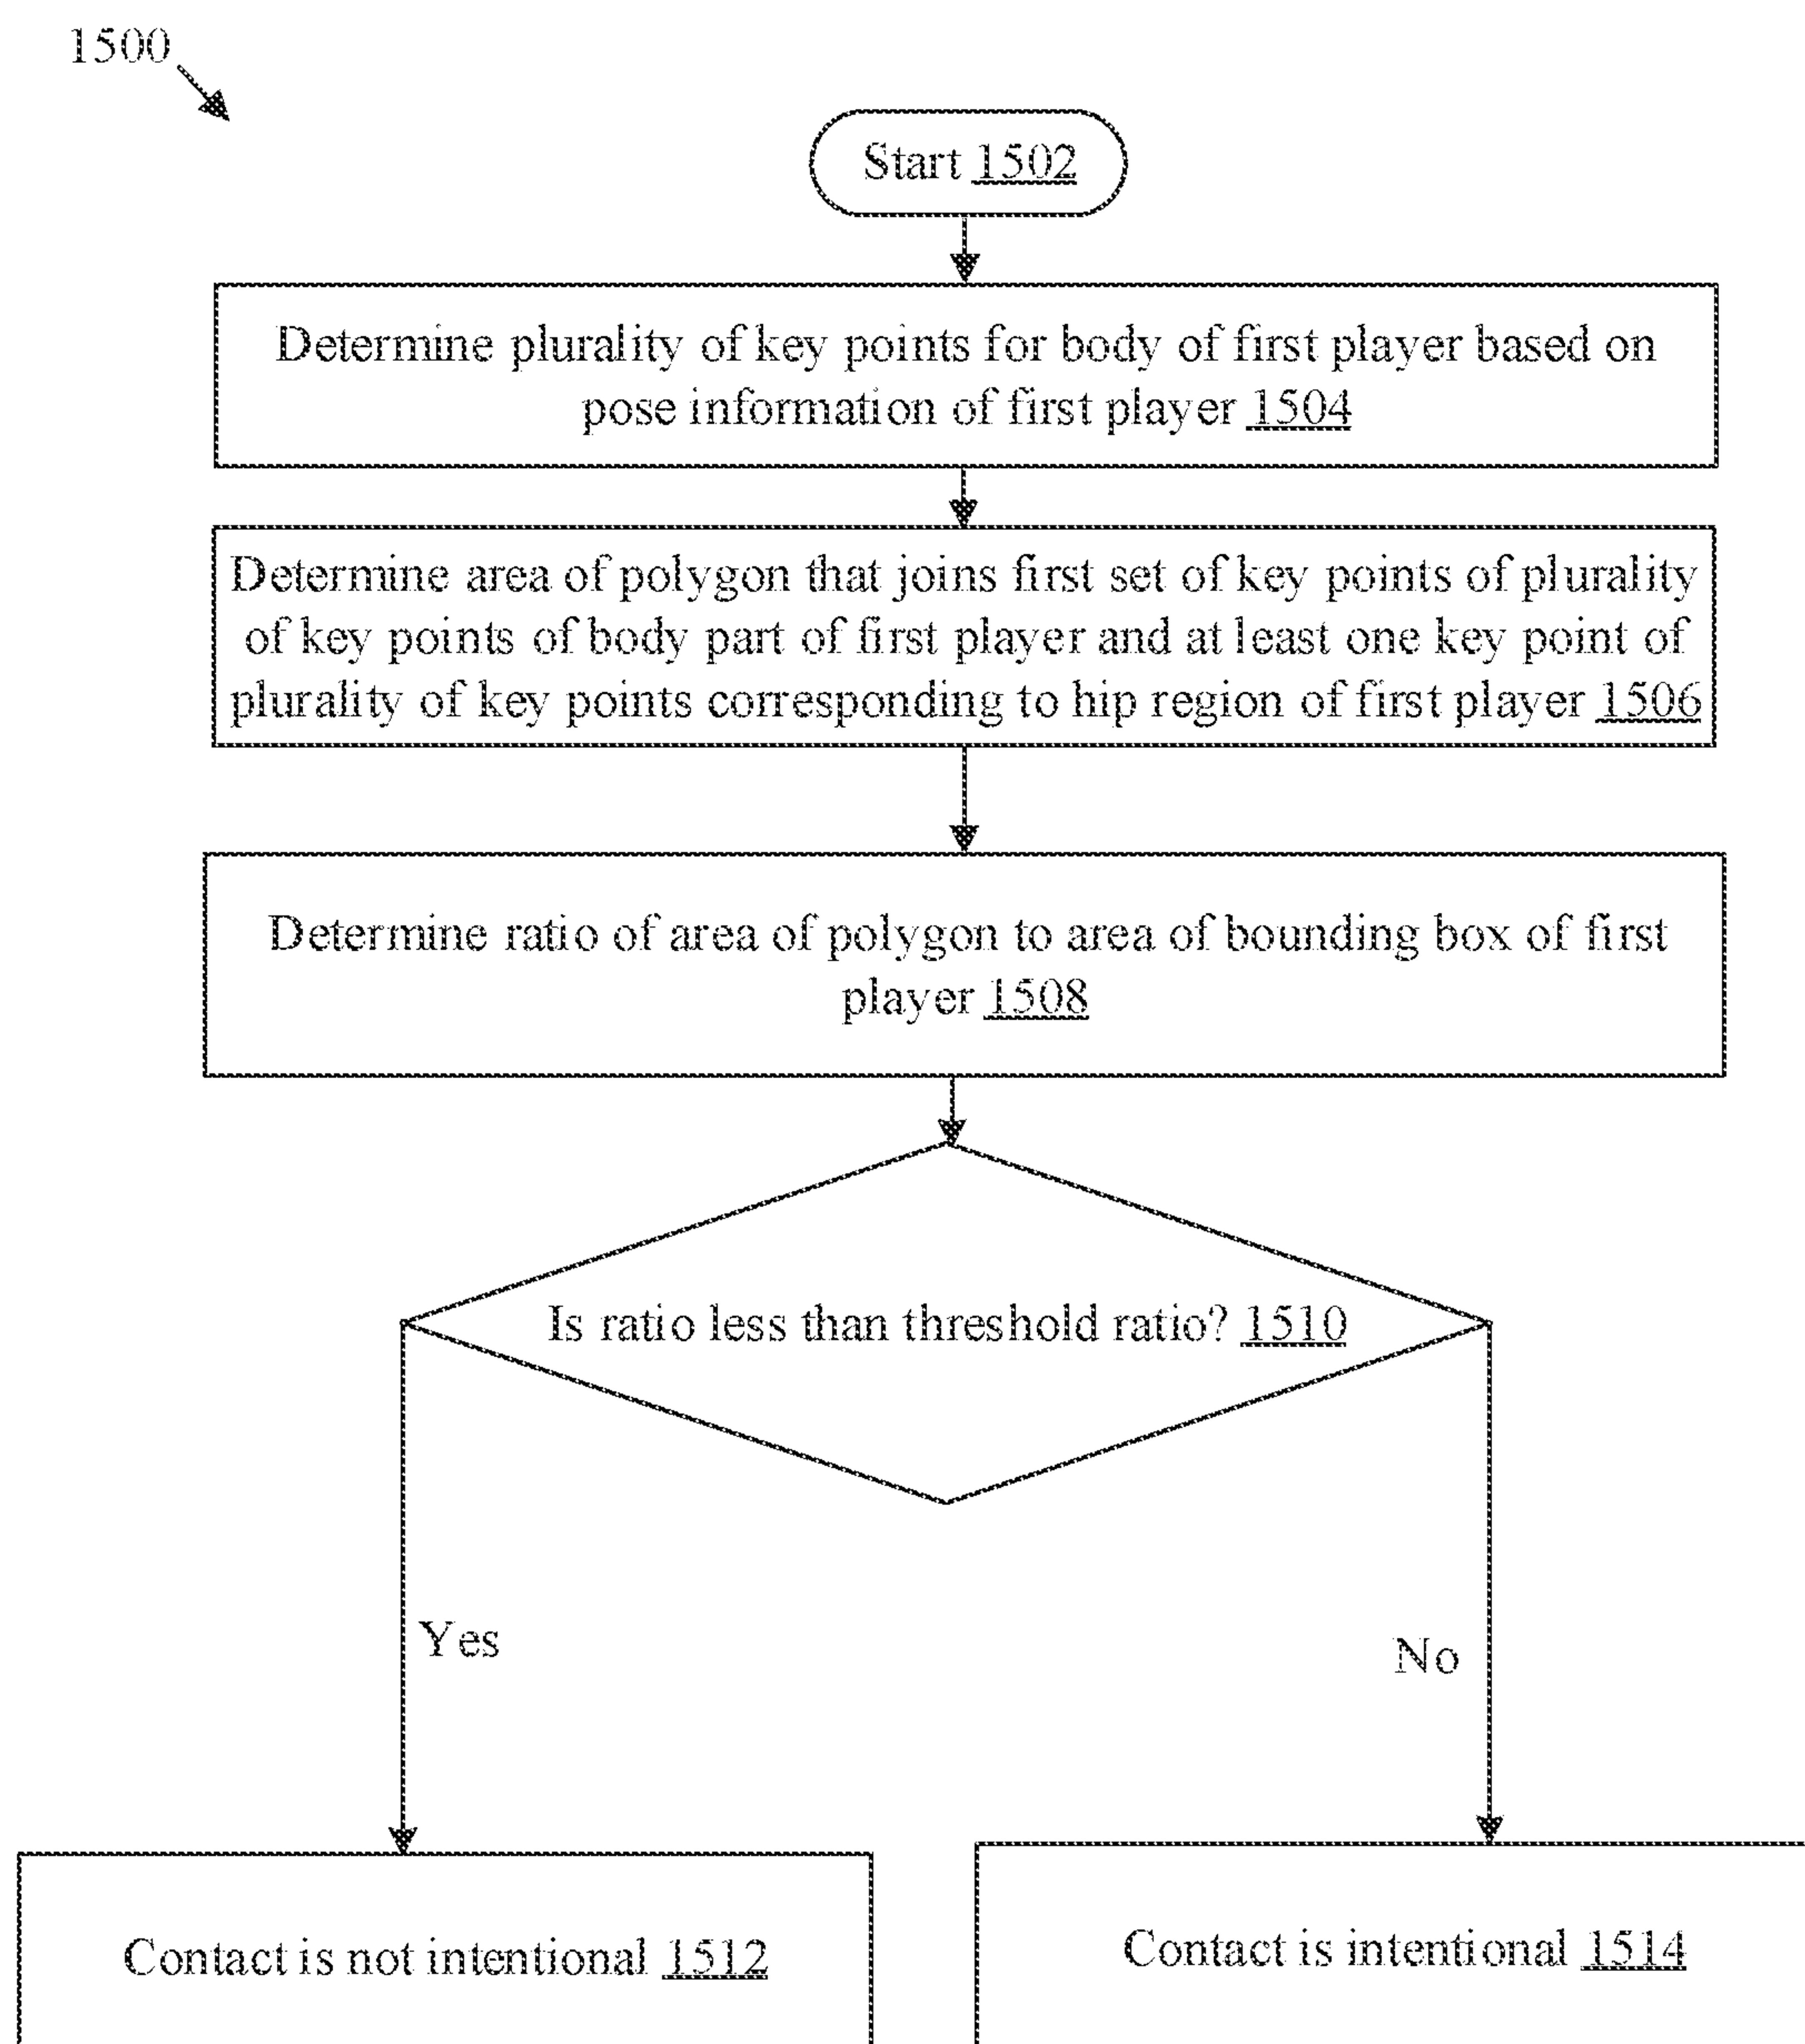 1500
Start 1502
Determine plurality of key points for body of first player based on
pose information of first player 1504
Determine area of polygon that joins first set of key points of plurality
of key points of body part of first player and at least one key point of
plurality of key points corresponding to hip region of first player 1506
Determine ratio of area of polygon to area of bounding box of first
player 1508
Is ratio less than threshold ratio? 1510
Yes
No
Contact is not intentional 1512
Contact is intentional 1514